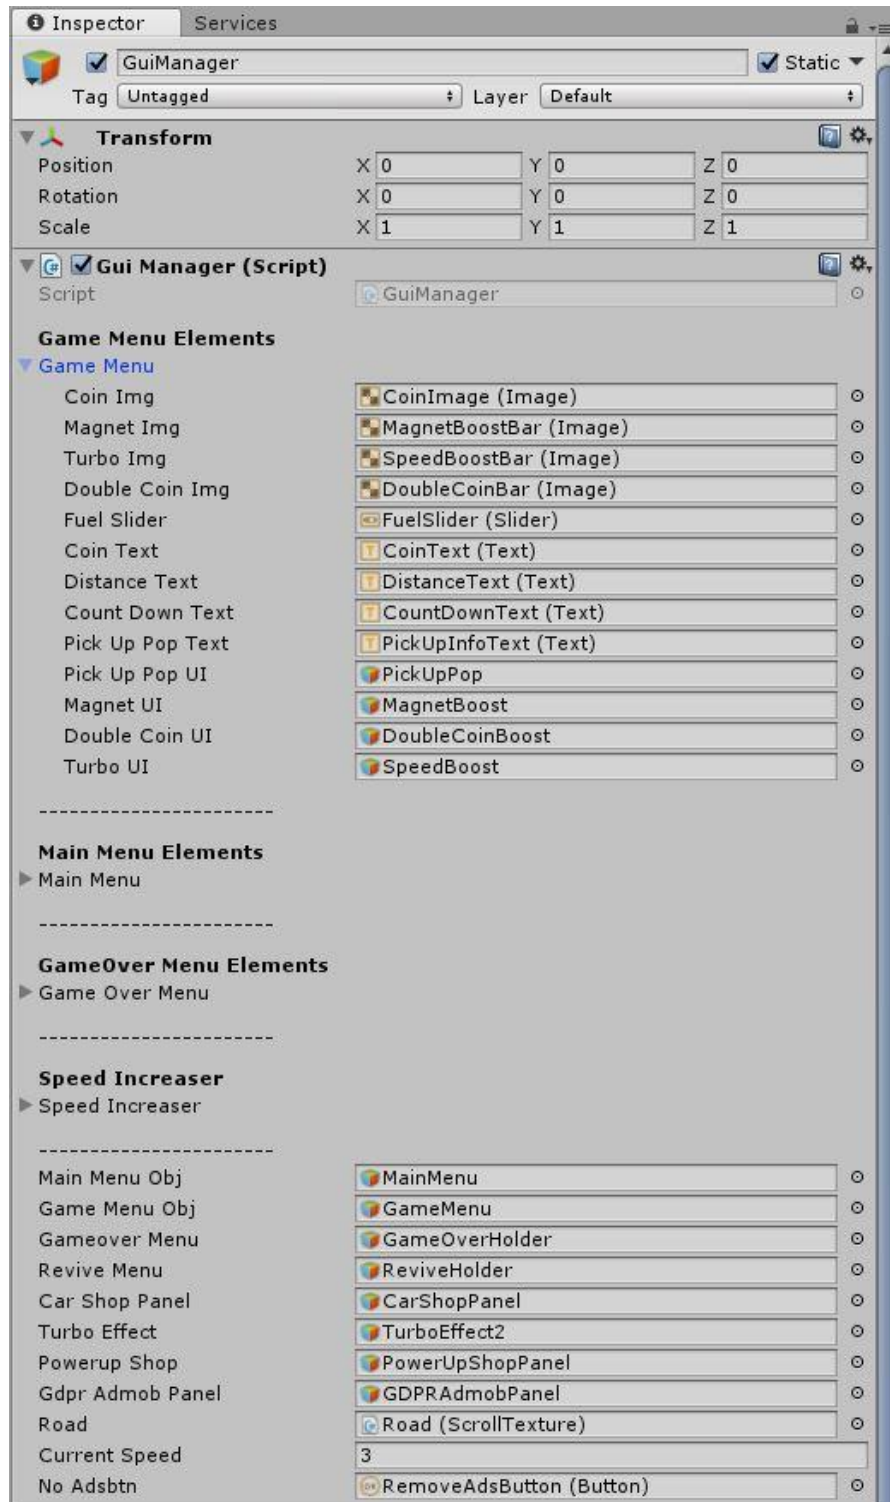 Inspector Services
GuiManager Static
Tag Untagged Layer Default
Transform
Position X 0 Y 0 Z 0
Rotation X 0 Y 0 Z 0
Scale X 1 Y 1 Z 1
Gui Manager (Script)
Script GuiManager
Game Menu Elements
Game Menu
Coin Img CoinImage (Image)
Magnet Img MagnetBoostBar (Image)
Turbo Img SpeedBoostBar (Image)
Double Coin Img DoubleCoinBar (Image)
Fuel Slider FuelSlider (Slider)
Coin Text CoinText (Text)
Distance Text DistanceText (Text)
Count Down Text CountDownText (Text)
Pick Up Pop Text PickUpInfoText (Text)
Pick Up Pop UI PickUpPop
Magnet UI MagnetBoost
Double Coin UI DoubleCoinBoost
Turbo UI SpeedBoost
-----------------------
Main Menu Elements
Main Menu
-----------------------
GameOver Menu Elements
Game Over Menu
-----------------------
Speed Increaser
Speed Increaser
-----------------------
Main Menu Obj MainMenu
Game Menu Obj GameMenu
Gameover Menu GameOverHolder
Revive Menu ReviveHolder
Car Shop Panel CarShopPanel
Turbo Effect TurboEffect2
Powerup Shop PowerUpShopPanel
Gdpr Admob Panel GDPRAdmobPanel
Road Road (ScrollTexture)
Current Speed 3
No Adsbtn RemoveAdsButton (Button)